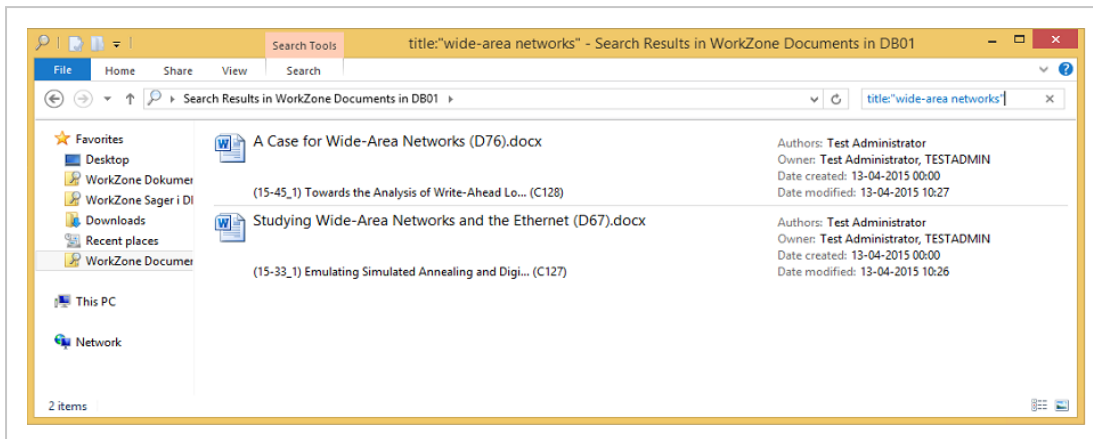 Search Tools
title:"wide-area networks" - Search Results in WorkZone Documents in DB01
File Home Share View Search
Search Results in WorkZone Documents in DB01
title:"wide-area networks"
Favorites
Desktop
WorkZone Dokumer
WorkZone Sager i DI
Downloads
Recent places
WorkZone Documer
This PC
Network
A Case for Wide-Area Networks (D76).docx
(15-45_1) Towards the Analysis of Write-Ahead Lo... (C128)
Authors: Test Administrator
Owner: Test Administrator, TESTADMIN
Date created: 13-04-2015 00:00
Date modified: 13-04-2015 10:27
Studying Wide-Area Networks and the Ethernet (D67).docx
(15-33_1) Emulating Simulated Annealing and Digi... (C127)
Authors: Test Administrator
Owner: Test Administrator, TESTADMIN
Date created: 13-04-2015 00:00
Date modified: 13-04-2015 10:26
2 items